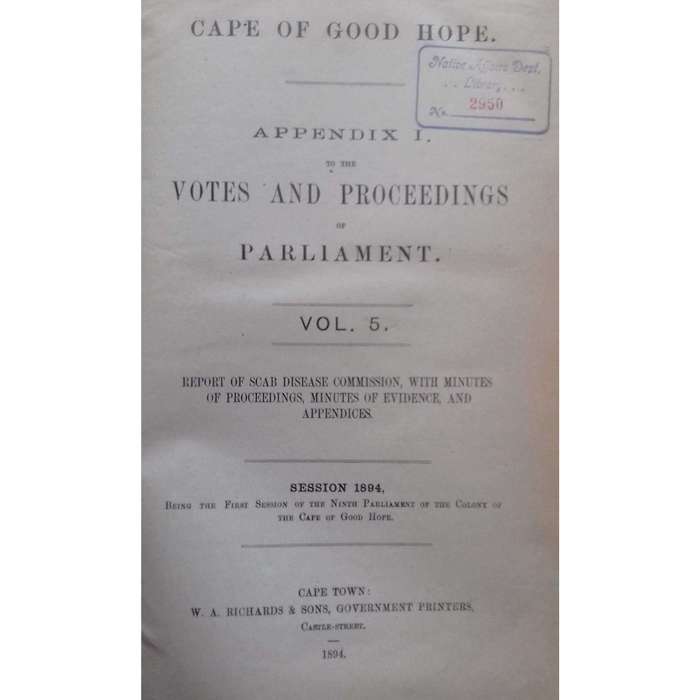 CAPE OF GOOD HOPE.
Native Affairs Dept.
Library
No. 2950
APPENDIX I.
TO THE
VOTES AND PROCEEDINGS
OF
PARLIAMENT.
VOL. 5.
REPORT OF SCAB DISEASE COMMISSION, WITH MINUTES
OF PROCEEDINGS, MINUTES OF EVIDENCE, AND
APPENDICES.
SESSION 1894,
BEING THE FIRST SESSION OF THE NINTH PARLIAMENT OF THE COLONY OF
THE CAPE OF GOOD HOPE.
CAPE TOWN:
W. A. RICHARDS & SONS, GOVERNMENT PRINTERS,
CASTLE-STREET.
1894.